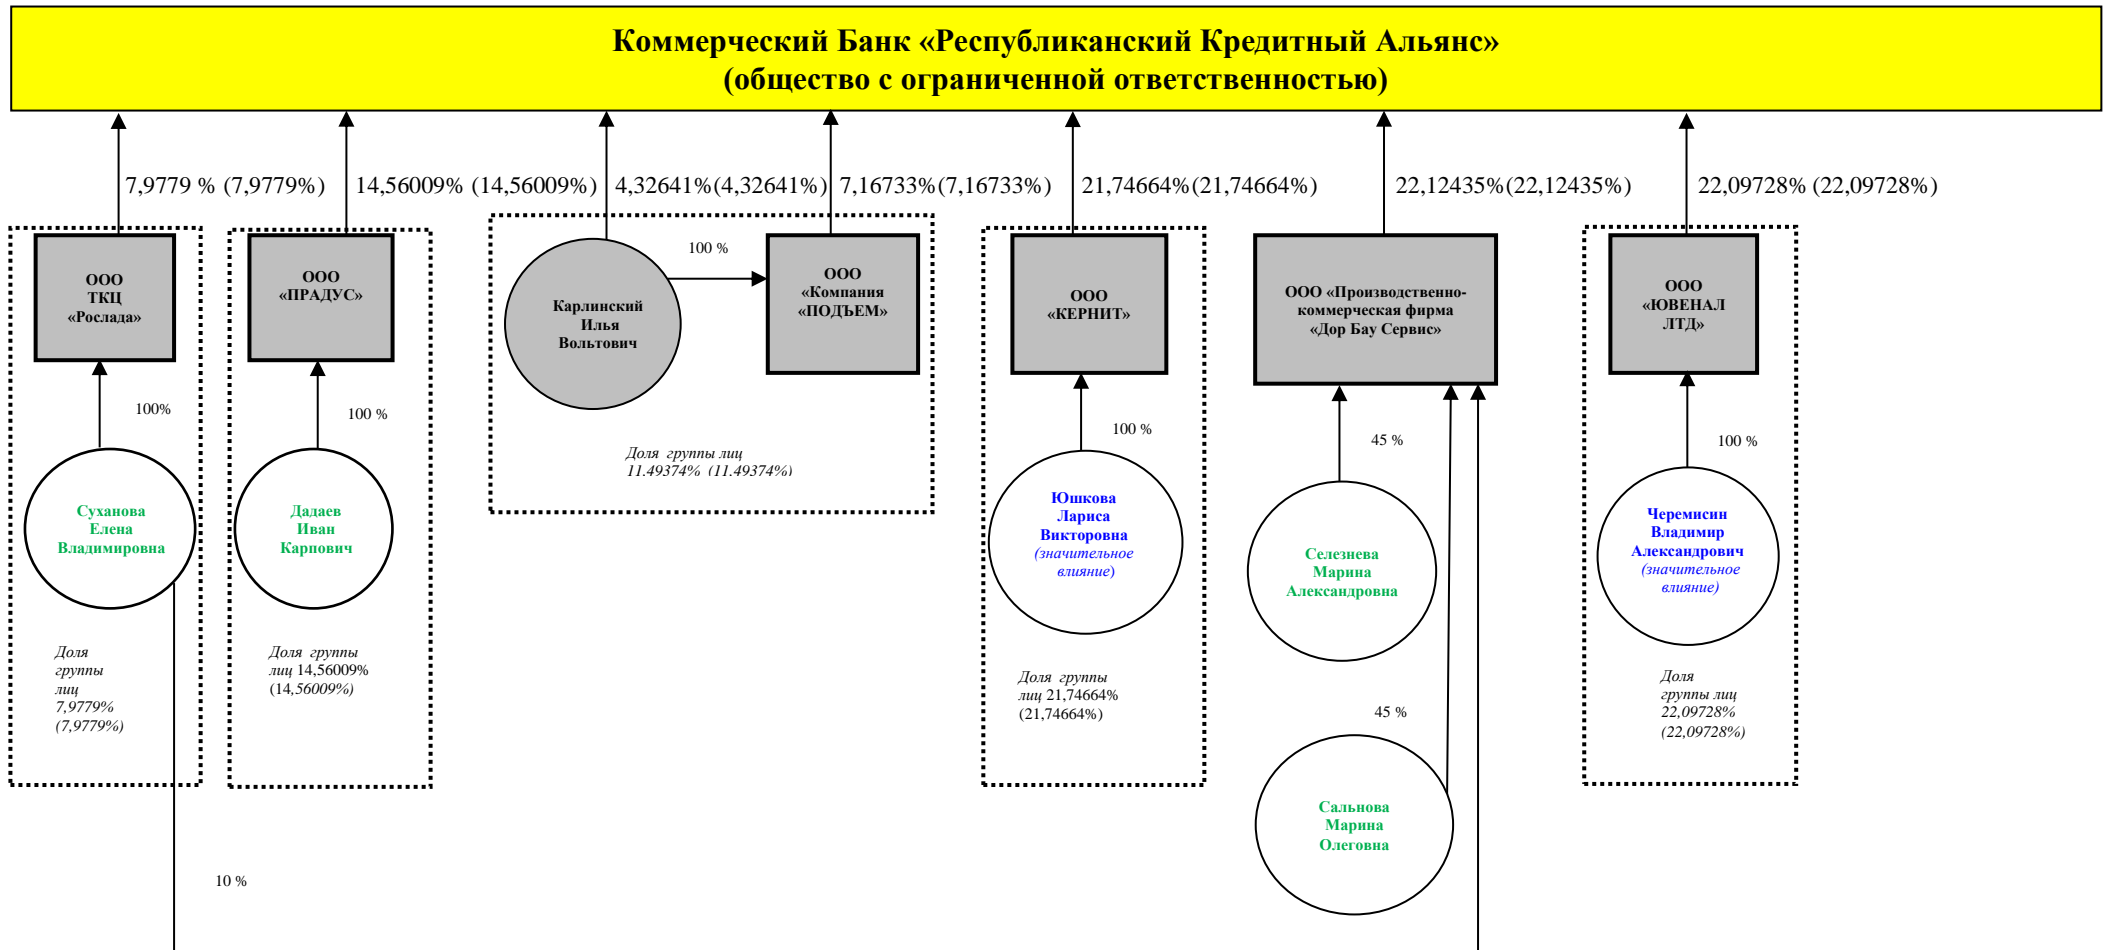 Коммерческий Банк «Республиканский Кредитный Альянс»
(общество с ограниченной ответственностью)
7,9779 % (7,9779%)
14,56009% (14,56009%)
4,32641%(4,32641%)
7,16733%(7,16733%)
21,74664%(21,74664%)
22,12435%(22,12435%)
22,09728% (22,09728%)
ООО
ТКЦ
«Рослада»
ООО
«ПРАДУС»
Карлинский
Илья
Вольтович
100 %
ООО
«Компания
«ПОДЪЕМ»
ООО
«КЕРНИТ»
ООО «Производственно-
коммерческая фирма
«Дор Бау Сервис»
ООО
«ЮВЕНАЛ
ЛТД»
100%
100 %
Доля группы лиц
11.49374% (11.49374%)
100 %
45 %
100 %
Суханова
Елена
Владимировна
Дадаев
Иван
Карпович
Юшкова
Лариса
Викторовна
(значительное
влияние)
Селезнева
Марина
Александровна
Черемисин
Владимир
Александрович
(значительное
влияние)
Доля
группы
лиц
7,9779%
(7,9779%)
Доля группы
лиц 14,56009%
(14,56009%)
Доля группы
лиц 21,74664%
(21,74664%)
45 %
Доля
группы лиц
22,09728%
(22,09728%)
Сальнова
Марина
Олеговна
10 %